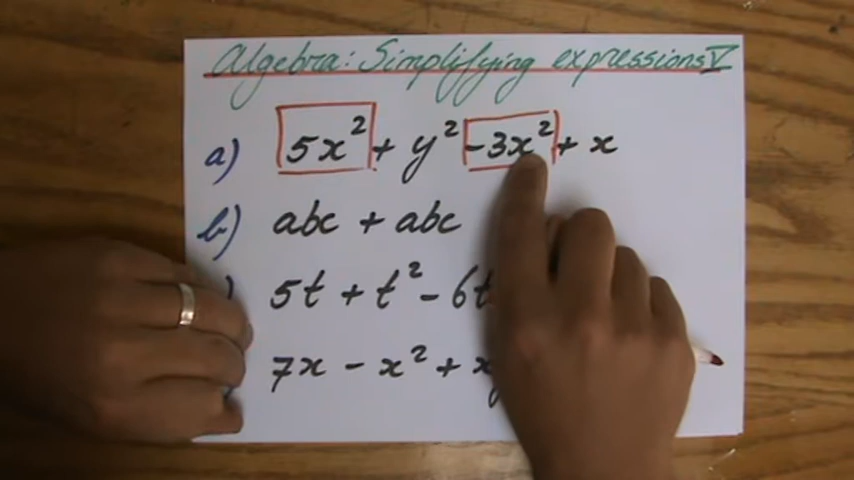 Algebra: Simplifying expressions V
a) 5x² + y² -3x² + x
b) abc + abc
) 5t + t² - 6t
7x - x² + x